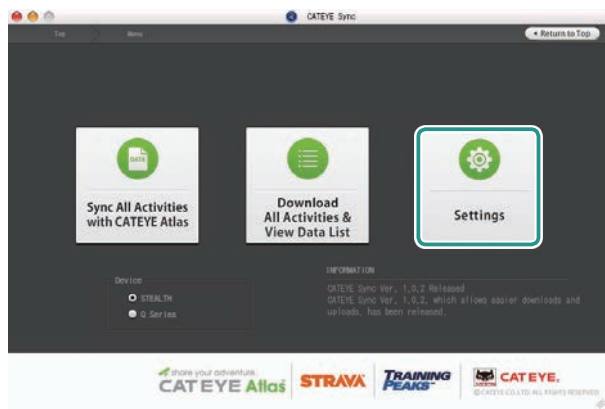 CATEYE Sync
Top
Menu
Return to Top
DATA
Sync All Activities
with CATEYE Atlas
Download
All Activities &
View Data List
Settings
Device
STEALTH
Q Series
INFORMATION
CATEYE Sync Ver. 1.0.2 Released
CATEYE Sync Ver. 1.0.2, which allows easier downloads and
uploads, has been released.
share your adventure.
CATEYE Atlas
STRAVA
TRAINING
PEAKS
CATEYE.
©CATEYE CO.,LTD. ALL RIGHTS RESERVED.